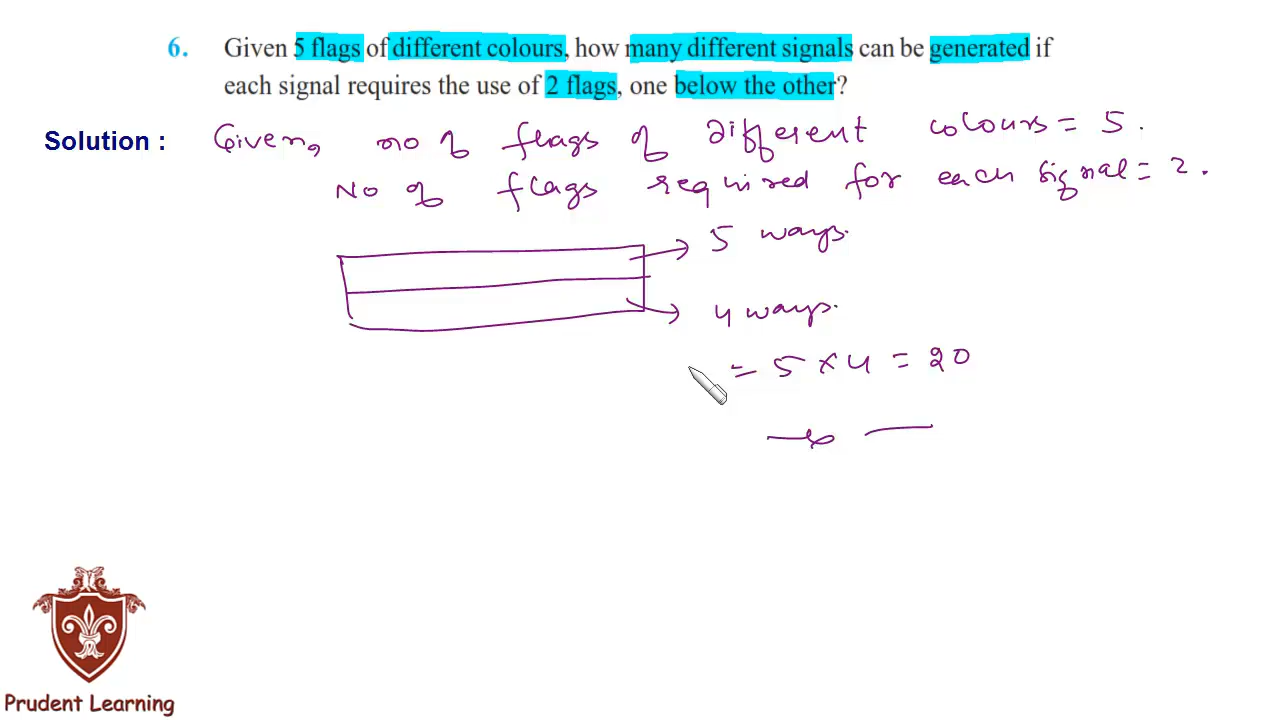 6. Given 5 flags of different colours, how many different signals can be generated if
each signal requires the use of 2 flags, one below the other?
Solution : Given, no of flags of different colours = 5.
No of flags required for each signal = 2.
5 ways.
4 ways.
= 5 × 4 = 20
Prudent Learning